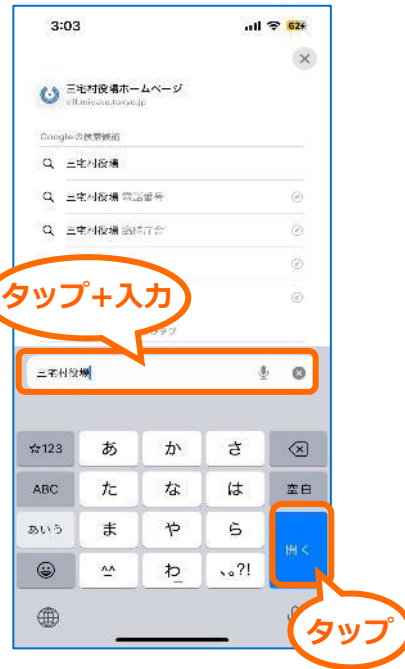 3:03
62
三宅村役場ホームページ
vill.miyake.tokyo.jp
Googleの検索候補
三宅村役場
三宅村役場 電話番号
三宅村役場 臨時庁舎
タップ+入力
三宅村役場
☆123 あ か さ
ABC た な は 空白
あいう ま や ら
^^ わ 、。?! 開く
タップ